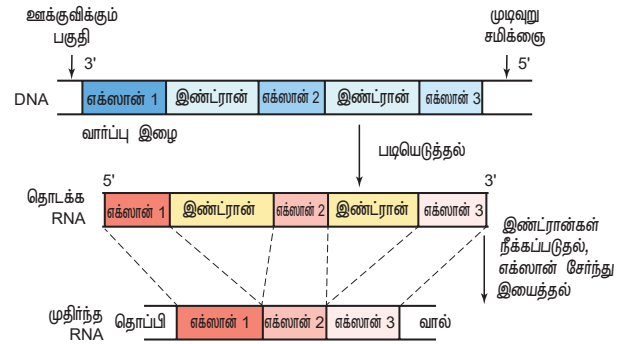 ஊக்குவிக்கும்
பகுதி
முடிவுறு
சமிக்ஞை
3'
5'
DNA
எக்ஸான் 1
இண்ட்ரான்
எக்ஸான் 2
இண்ட்ரான்
எக்ஸான் 3
வார்ப்பு இழை
படியெடுத்தல்
5'
3'
தொடக்க
RNA
எக்ஸான் 1
இண்ட்ரான்
எக்ஸான் 2
இண்ட்ரான்
எக்ஸான் 3
இண்ட்ரான்கள்
நீக்கப்படுதல்,
எக்ஸான் சேர்ந்து
இயைத்தல்
முதிர்ந்த
RNA
தொப்பி
எக்ஸான் 1
எக்ஸான் 2
எக்ஸான் 3
வால்